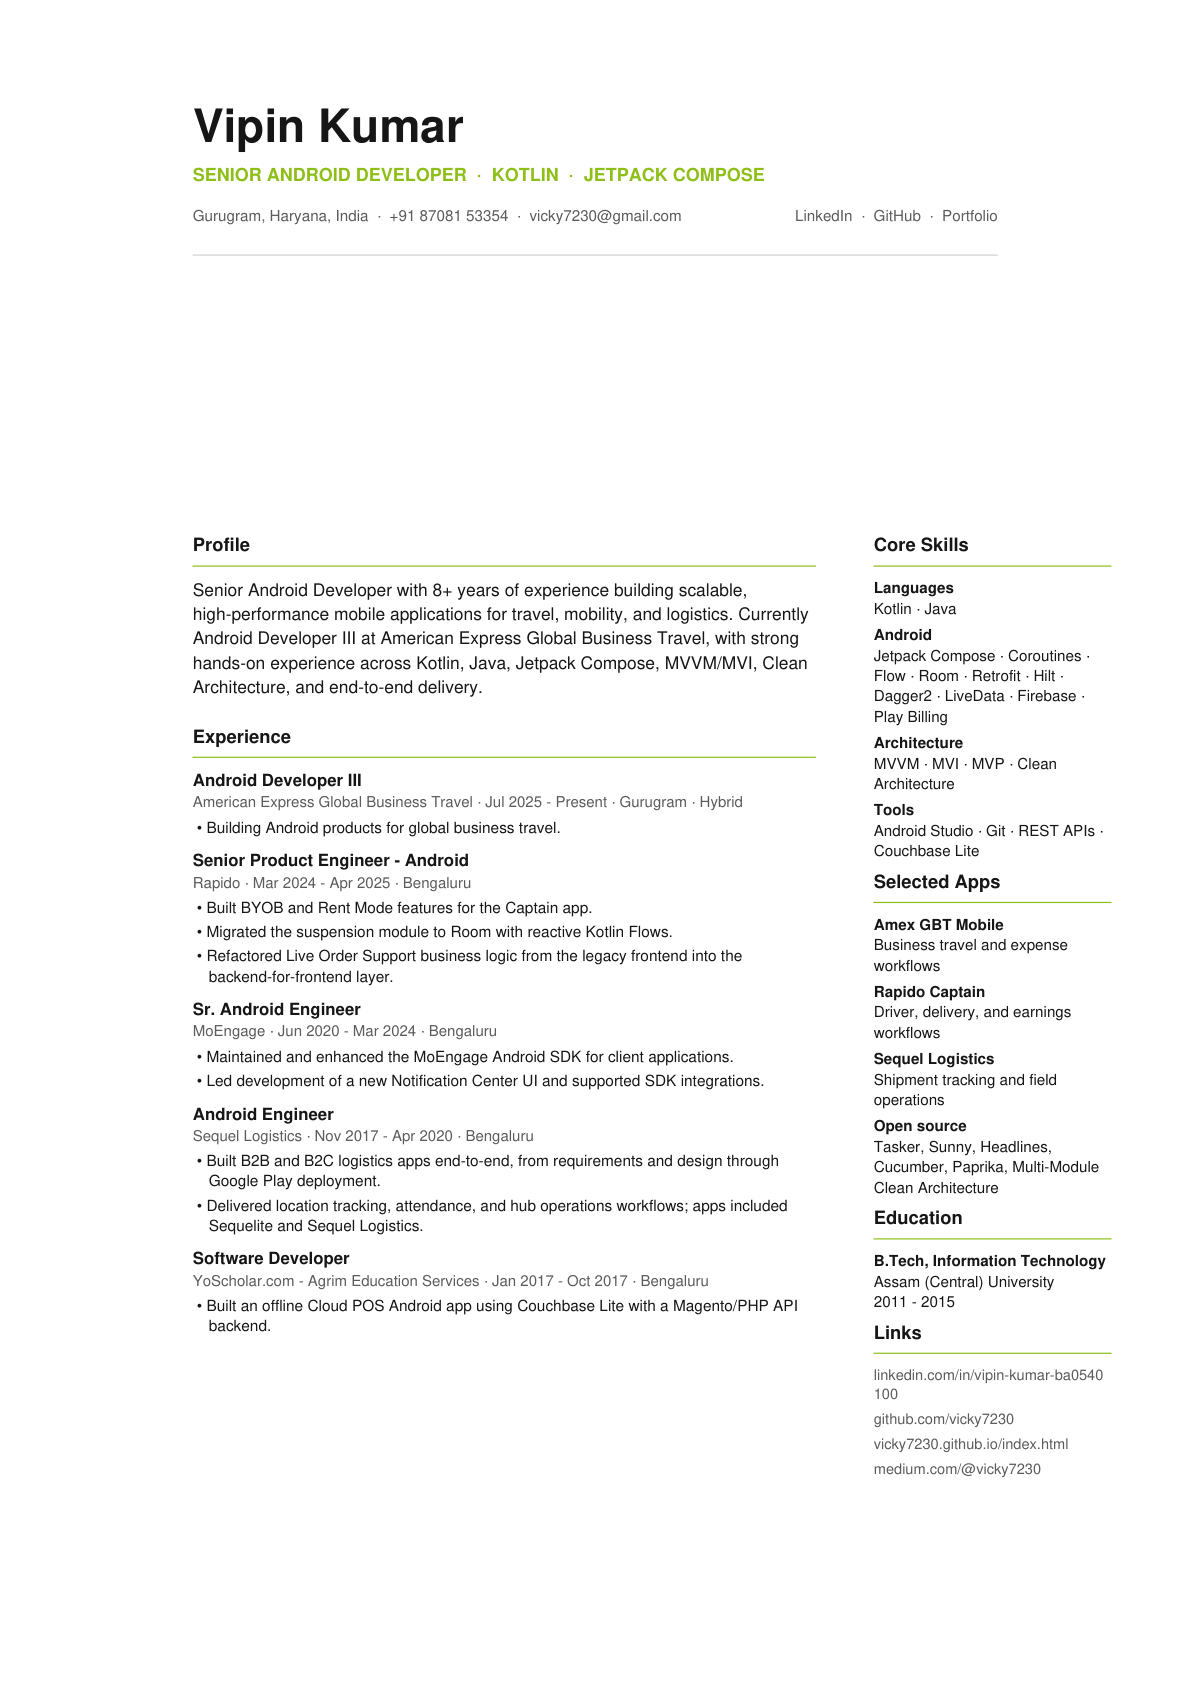 Vipin Kumar
SENIOR ANDROID DEVELOPER · KOTLIN · JETPACK COMPOSE
Gurugram, Haryana, India · +91 87081 53354 · vicky7230@gmail.com
LinkedIn · GitHub · Portfolio
Profile
Senior Android Developer with 8+ years of experience building scalable,
high-performance mobile applications for travel, mobility, and logistics. Currently
Android Developer III at American Express Global Business Travel, with strong
hands-on experience across Kotlin, Java, Jetpack Compose, MVVM/MVI, Clean
Architecture, and end-to-end delivery.
Experience
Android Developer III
American Express Global Business Travel · Jul 2025 - Present · Gurugram · Hybrid
• Building Android products for global business travel.
Senior Product Engineer - Android
Rapido · Mar 2024 - Apr 2025 · Bengaluru
• Built BYOB and Rent Mode features for the Captain app.
• Migrated the suspension module to Room with reactive Kotlin Flows.
• Refactored Live Order Support business logic from the legacy frontend into the
backend-for-frontend layer.
Sr. Android Engineer
MoEngage · Jun 2020 - Mar 2024 · Bengaluru
• Maintained and enhanced the MoEngage Android SDK for client applications.
• Led development of a new Notification Center UI and supported SDK integrations.
Android Engineer
Sequel Logistics · Nov 2017 - Apr 2020 · Bengaluru
• Built B2B and B2C logistics apps end-to-end, from requirements and design through
Google Play deployment.
• Delivered location tracking, attendance, and hub operations workflows; apps included
Sequelite and Sequel Logistics.
Software Developer
YoScholar.com - Agrim Education Services · Jan 2017 - Oct 2017 · Bengaluru
• Built an offline Cloud POS Android app using Couchbase Lite with a Magento/PHP API
backend.
Core Skills
Languages
Kotlin · Java
Android
Jetpack Compose · Coroutines ·
Flow · Room · Retrofit · Hilt ·
Dagger2 · LiveData · Firebase ·
Play Billing
Architecture
MVVM · MVI · MVP · Clean
Architecture
Tools
Android Studio · Git · REST APIs ·
Couchbase Lite
Selected Apps
Amex GBT Mobile
Business travel and expense
workflows
Rapido Captain
Driver, delivery, and earnings
workflows
Sequel Logistics
Shipment tracking and field
operations
Open source
Tasker, Sunny, Headlines,
Cucumber, Paprika, Multi-Module
Clean Architecture
Education
B.Tech, Information Technology
Assam (Central) University
2011 - 2015
Links
linkedin.com/in/vipin-kumar-ba0540
100
github.com/vicky7230
vicky7230.github.io/index.html
medium.com/@vicky7230